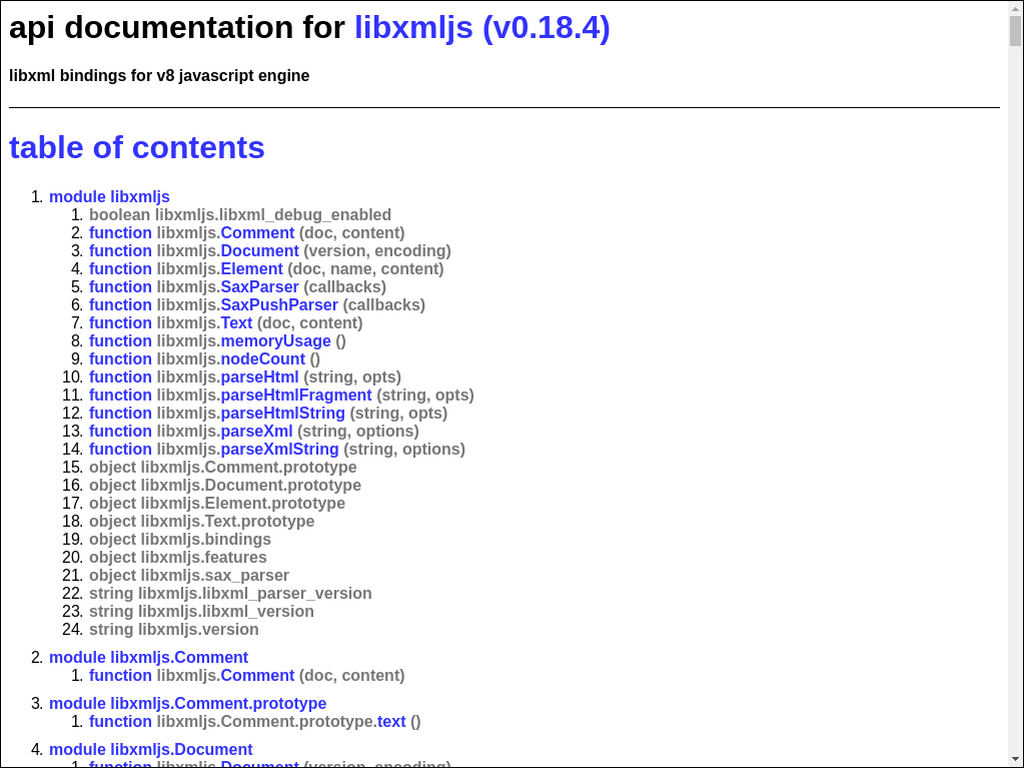 api documentation for libxmljs (v0.18.4)
libxml bindings for v8 javascript engine
table of contents
1. module libxmljs
1. boolean libxmljs.libxml_debug_enabled
2. function libxmljs.Comment (doc, content)
3. function libxmljs.Document (version, encoding)
4. function libxmljs.Element (doc, name, content)
5. function libxmljs.SaxParser (callbacks)
6. function libxmljs.SaxPushParser (callbacks)
7. function libxmljs.Text (doc, content)
8. function libxmljs.memoryUsage ()
9. function libxmljs.nodeCount ()
10. function libxmljs.parseHtml (string, opts)
11. function libxmljs.parseHtmlFragment (string, opts)
12. function libxmljs.parseHtmlString (string, opts)
13. function libxmljs.parseXml (string, options)
14. function libxmljs.parseXmlString (string, options)
15. object libxmljs.Comment.prototype
16. object libxmljs.Document.prototype
17. object libxmljs.Element.prototype
18. object libxmljs.Text.prototype
19. object libxmljs.bindings
20. object libxmljs.features
21. object libxmljs.sax_parser
22. string libxmljs.libxml_parser_version
23. string libxmljs.libxml_version
24. string libxmljs.version
2. module libxmljs.Comment
1. function libxmljs.Comment (doc, content)
3. module libxmljs.Comment.prototype
1. function libxmljs.Comment.prototype.text ()
4. module libxmljs.Document
1. function libxmljs.Document (version, encoding)